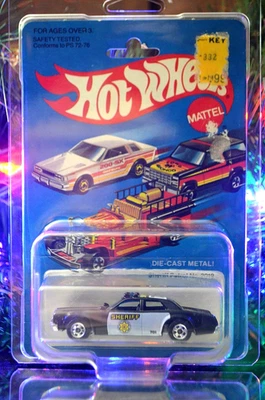 FOR AGES OVER 3
SAFETY TESTED
Conforms to PS 72-76
KEY
Hot Wheels
MATTEL
DIE-CAST METAL!
SHERIFF